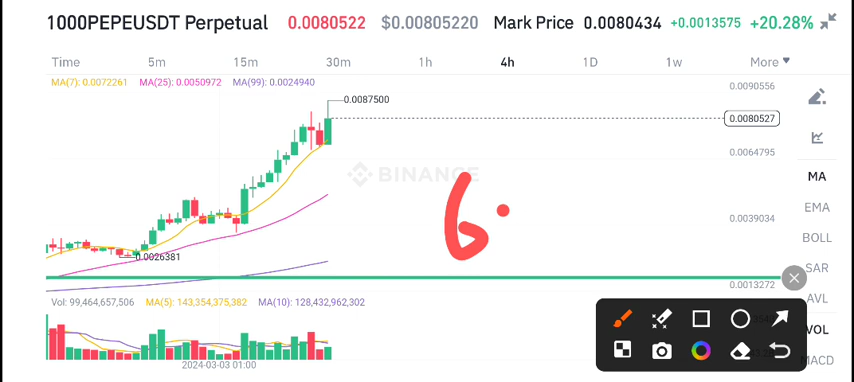 1000PEPEUSDT Perpetual 0.0080522 $0.00805220 Mark Price 0.0080434 +0.0013575 +20.28%
Time 5m 15m 30m 1h 4h 1D 1w More
MA(7): 0.0072261 MA(25): 0.0050972 MA(99): 0.0024940
0.0090556
0.0087500
0.0080527
0.0064795
BINANCE
MA
6.
EMA
0.0039034
BOLL
0.0026381
SAR
0.0013272
AVL
Vol: 99,464,657,506 MA(5): 143,354,375,382 MA(10): 128,432,962,302
VOL
MACD
2024-03-03 01:00